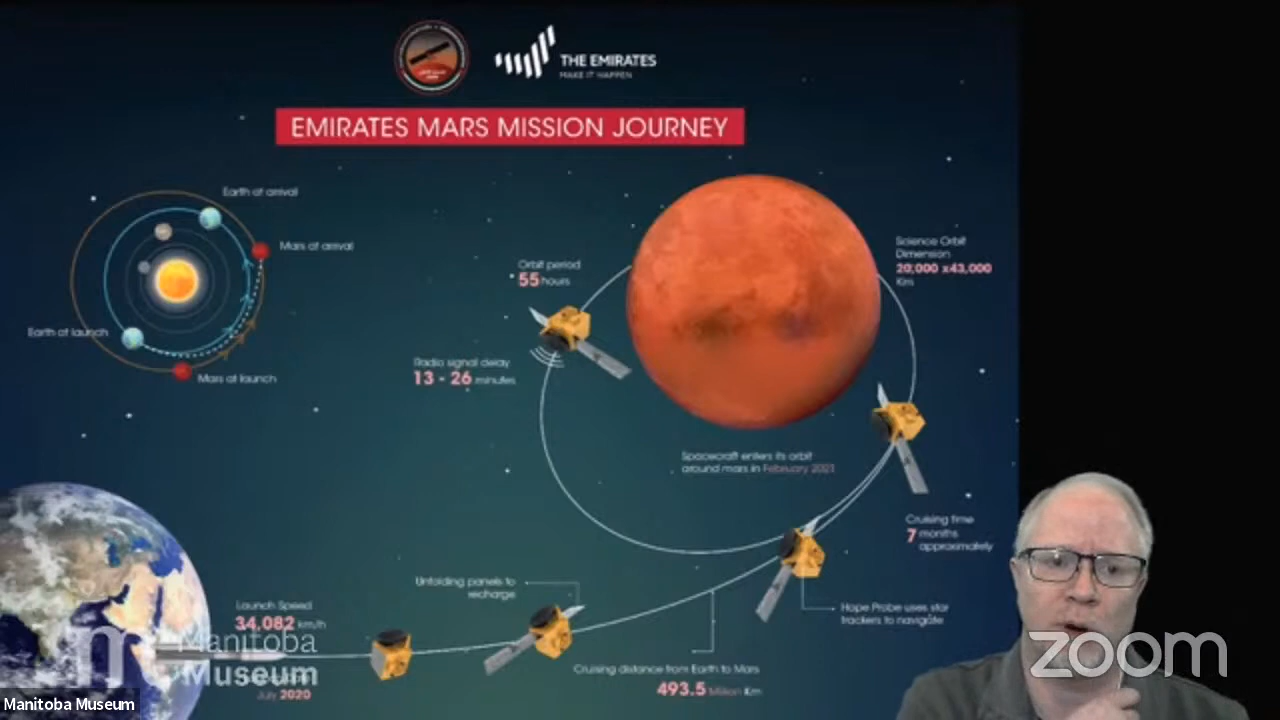 THE EMIRATES
MAKE IT HAPPEN
EMIRATES MARS MISSION JOURNEY
Earth at arrival
Mars at arrival
Earth at launch
Mars at launch
Orbit period
55 hours
Radio signal delay
13 - 26 minutes
Science Orbit
Dimension
20,000 x43,000
Km
Spacecraft enters its orbit
around mars in February 2021
Cruising time
7 months
approximately
Unfolding panels to
recharge
Hope Probe uses star
trackers to navigate
Launch Speed
34,082 km/h
Cruising distance from Earth to Mars
493.5 Million Km
July 2020
m
Manitoba
Museum
Manitoba Museum
zoom